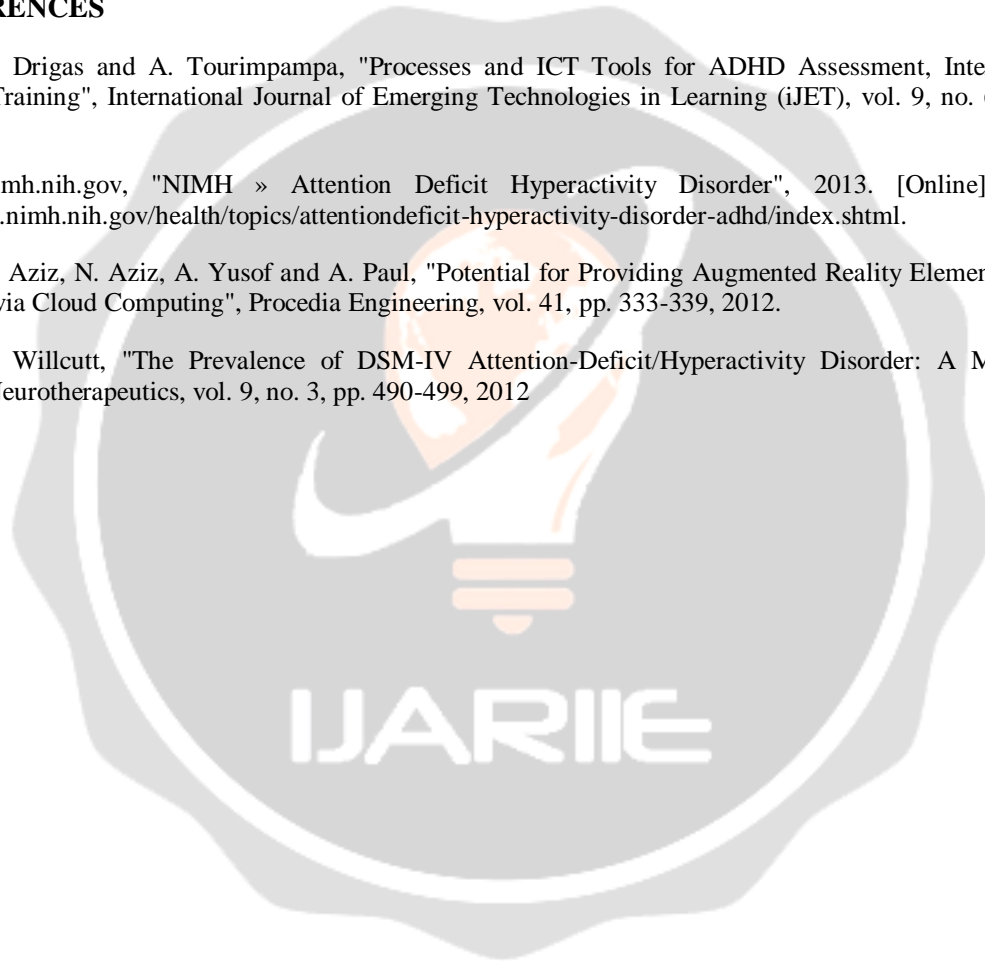 RENCES
Drigas and A. Tourimpampa, "Processes and ICT Tools for ADHD Assessment, Inte
Training", International Journal of Emerging Technologies in Learning (iJET), vol. 9, no.
mh.nih.gov, "NIMH » Attention Deficit Hyperactivity Disorder", 2013. [Online]
.nimh.nih.gov/health/topics/attentiondeficit-hyperactivity-disorder-adhd/index.shtml.
Aziz, N. Aziz, A. Yusof and A. Paul, "Potential for Providing Augmented Reality Elemen
via Cloud Computing", Procedia Engineering, vol. 41, pp. 333-339, 2012.
Willcutt, "The Prevalence of DSM-IV Attention-Deficit/Hyperactivity Disorder: A M
Neurotherapeutics, vol. 9, no. 3, pp. 490-499, 2012
IJARIIE